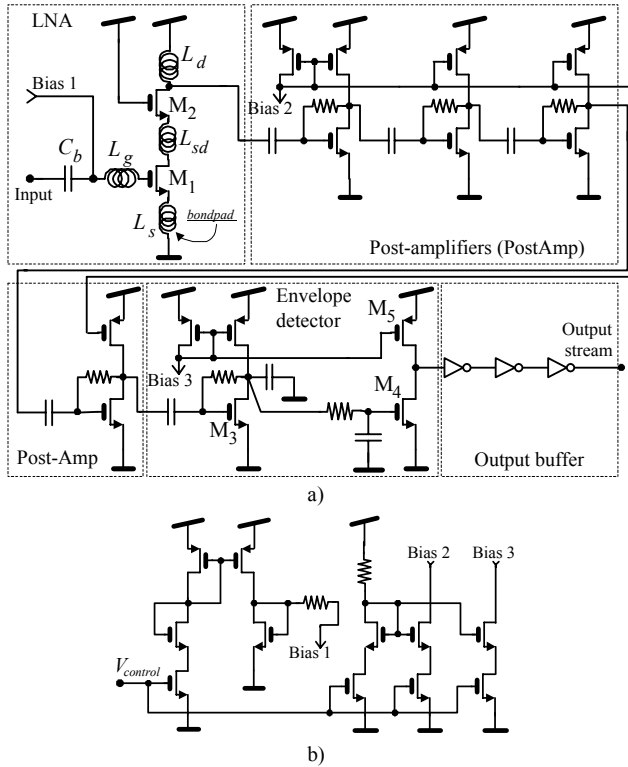 LNA
L_d
Bias 1
M_2
Bias 2
L_sd
C_b
L_g
M_1
Input
L_s
bondpad
Post-amplifiers (PostAmp)
Envelope
detector
M_5
Output
stream
Bias 3
M_4
M_3
Post-Amp
Output buffer
a)
Bias 2
Bias 3
Bias 1
V_control
b)